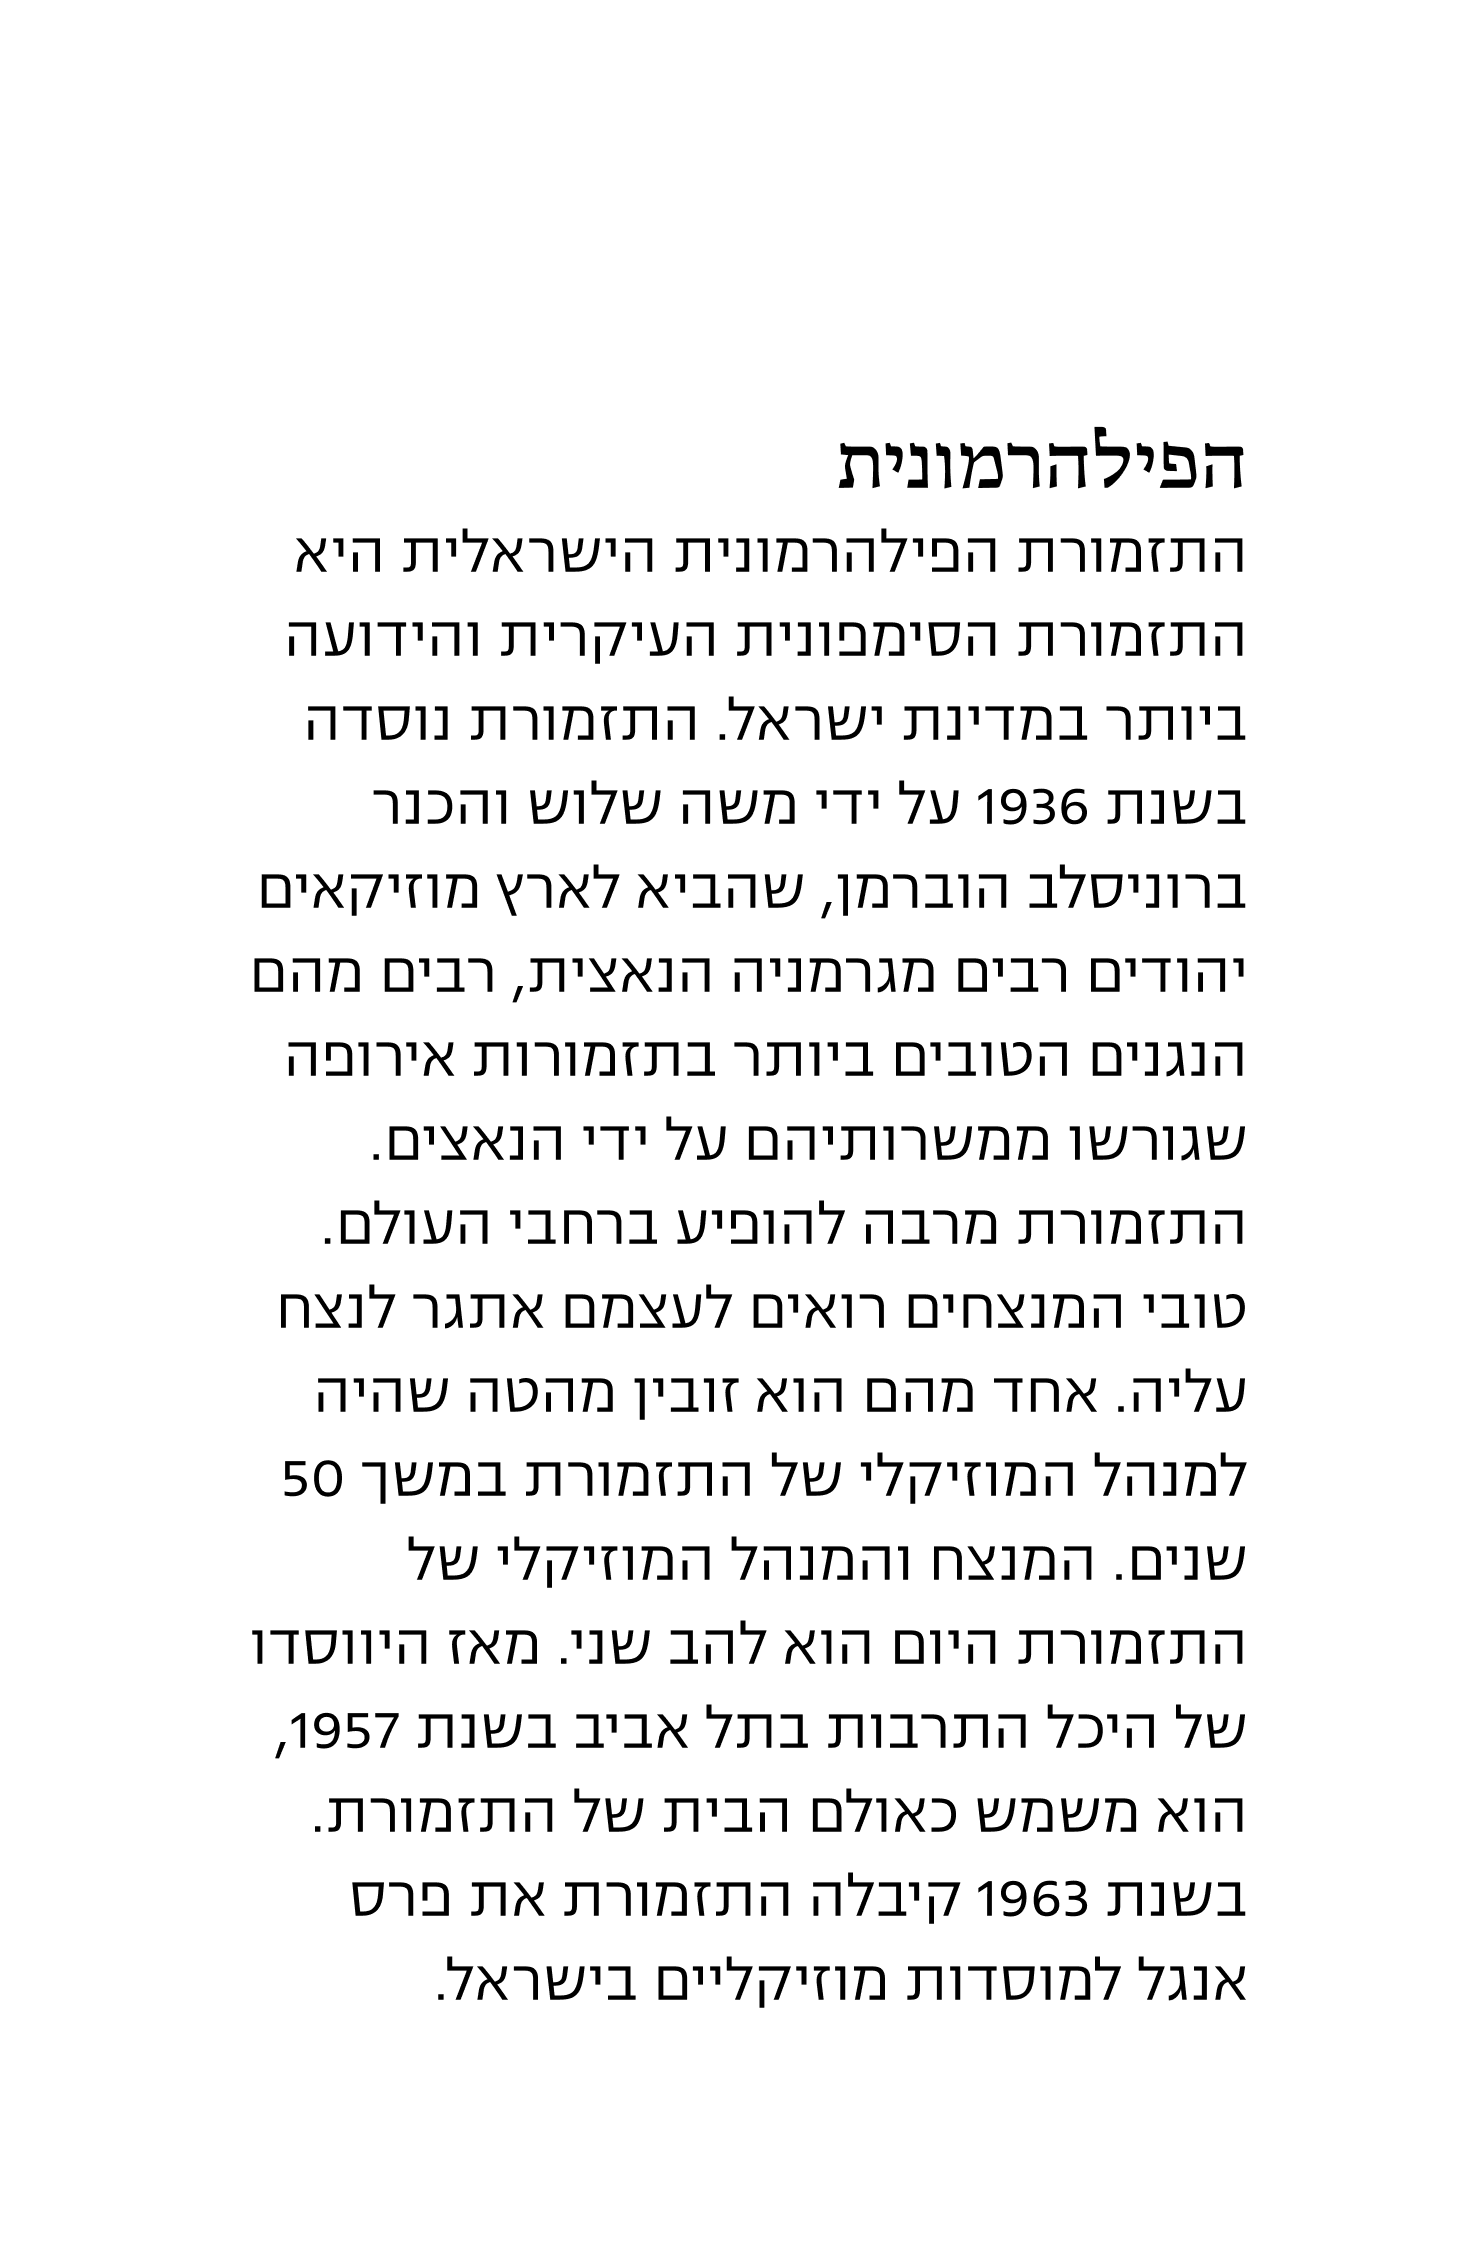 הפילהרמונית
התזמורת הפילהרמונית הישראלית היא
התזמורת הסימפונית העיקרית והידועה
ביותר במדינת ישראל. התזמורת נוסדה
בשנת 1936 על ידי משה שלוש והכנר
ברוניסלב הוברמן, שהביא לארץ מוזיקאים
יהודים רבים מגרמניה הנאצית, רבים מהם
הנגנים הטובים ביותר בתזמורות אירופה
שגורשו ממשרותיהם על ידי הנאצים.
התזמורת מרבה להופיע ברחבי העולם.
טובי המנצחים רואים לעצמם אתגר לנצח
עליה. אחד מהם הוא זובין מהטה שהיה
למנהל המוזיקלי של התזמורת במשך 50
שנים. המנצח והמנהל המוזיקלי של
התזמורת היום הוא להב שני. מאז היווסדו
של היכל התרבות בתל אביב בשנת 1957,
הוא משמש כאולם הבית של התזמורת.
בשנת 1963 קיבלה התזמורת את פרס
אנגל למוסדות מוזיקליים בישראל.